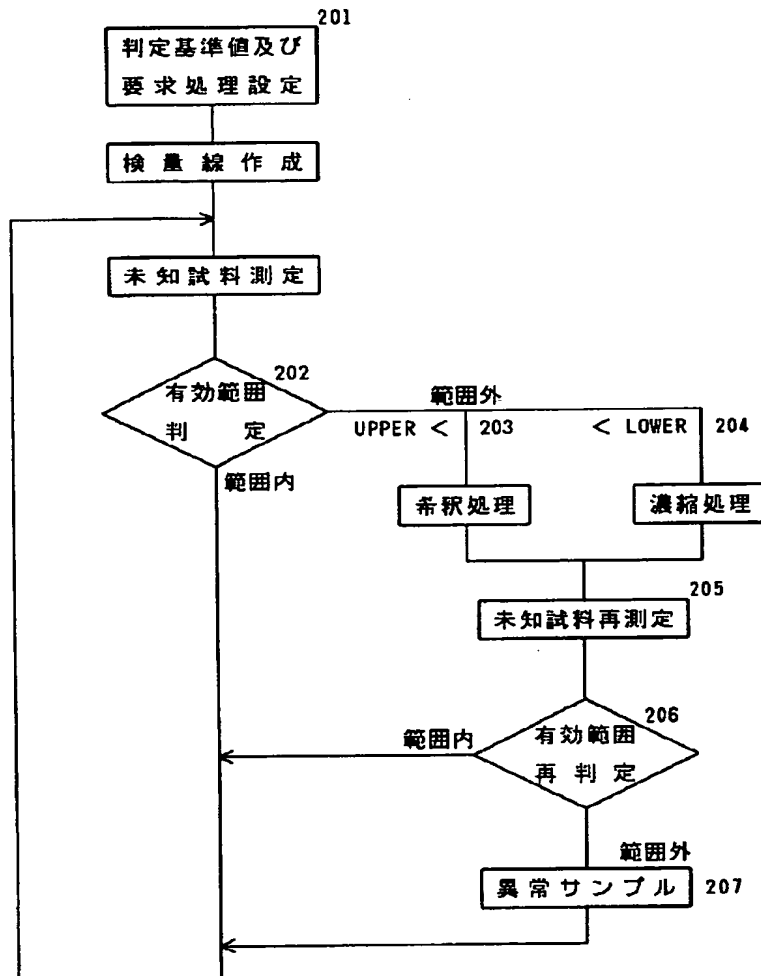 201
判定基準値及び
要求処理設定
検量線作成
未知試料測定
202
有効範囲
判定
範囲外
UPPER < 203
< LOWER 204
範囲内
希釈処理
濃縮処理
205
未知試料再測定
206
有効範囲
再判定
範囲内
範囲外
異常サンプル 207